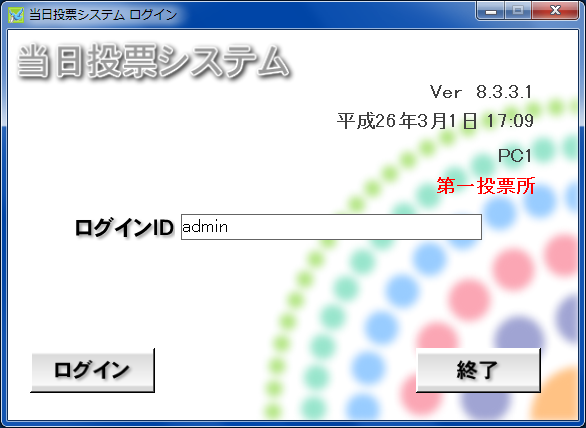 当日投票システム ログイン
当日投票システム
Ver 8.3.3.1
平成26年3月1日 17:09
PC1
第一投票所
ログインID admin
ログイン
終了